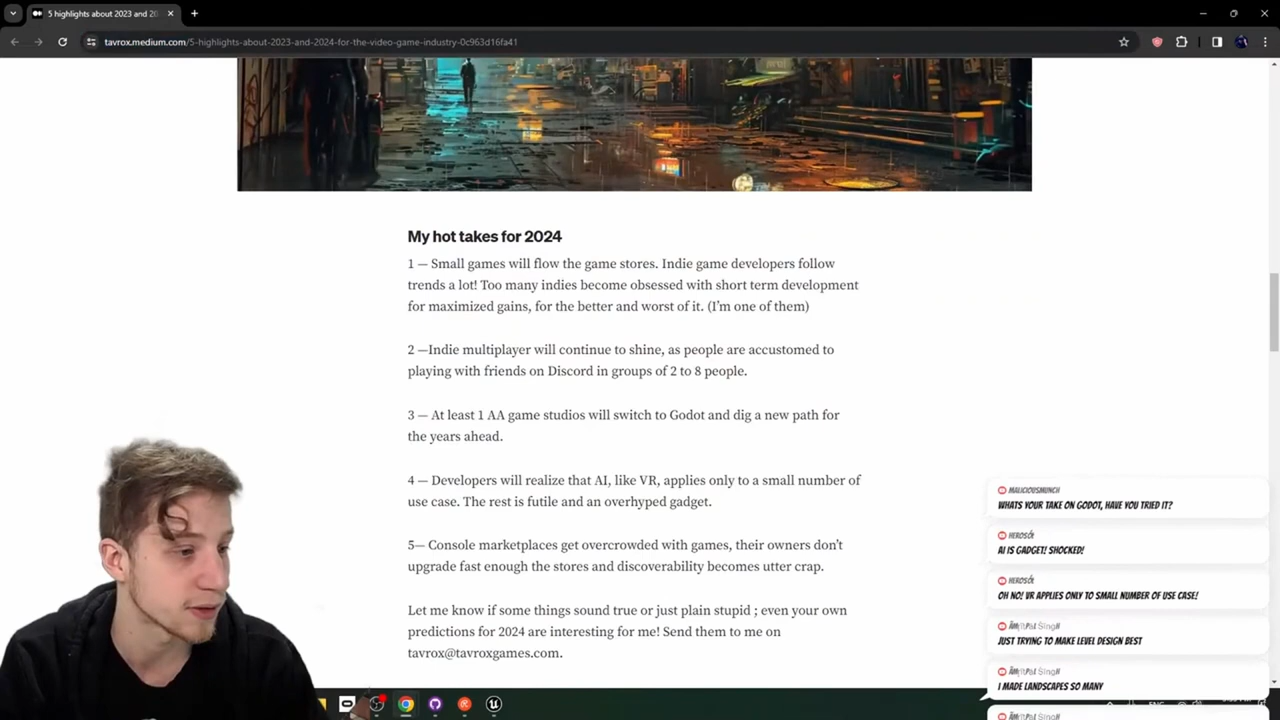 5 highlights about 2023 and 20
tavrox.medium.com/5-highlights-about-2023-and-2024-for-the-video-game-industry-0c963d16fa41
My hot takes for 2024
1 — Small games will flow the game stores. Indie game developers follow
trends a lot! Too many indies become obsessed with short term development
for maximized gains, for the better and worst of it. (I'm one of them)
2 —Indie multiplayer will continue to shine, as people are accustomed to
playing with friends on Discord in groups of 2 to 8 people.
3 — At least 1 AA game studios will switch to Godot and dig a new path for
the years ahead.
4 — Developers will realize that AI, like VR, applies only to a small number of
use case. The rest is futile and an overhyped gadget.
5— Console marketplaces get overcrowded with games, their owners don't
upgrade fast enough the stores and discoverability becomes utter crap.
Let me know if some things sound true or just plain stupid ; even your own
predictions for 2024 are interesting for me! Send them to me on
tavrox@tavroxgames.com.
MALICIOUSMUNCH
WHATS YOUR TAKE ON GODOT, HAVE YOU TRIED IT?
AI IS GADGET! SHOCKED!
OH NO! VR APPLIES ONLY TO SMALL NUMBER OF USE CASE!
JUST TRYING TO MAKE LEVEL DESIGN BEST
I MADE LANDSCAPES SO MANY